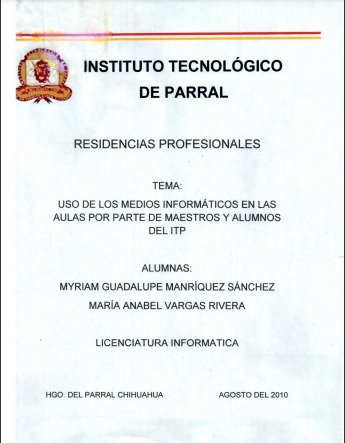 INSTITUTO TECNOLÓGICO
DE PARRAL
RESIDENCIAS PROFESIONALES
TEMA:
USO DE LOS MEDIOS INFORMÁTICOS EN LAS
AULAS POR PARTE DE MAESTROS Y ALUMNOS
DEL ITP
ALUMNAS:
MYRIAM GUADALUPE MANRÍQUEZ SÁNCHEZ
MARÍA ANABEL VARGAS RIVERA
LICENCIATURA INFORMATICA
HGO. DEL PARRAL CHIHUAHUA AGOSTO DEL 2010